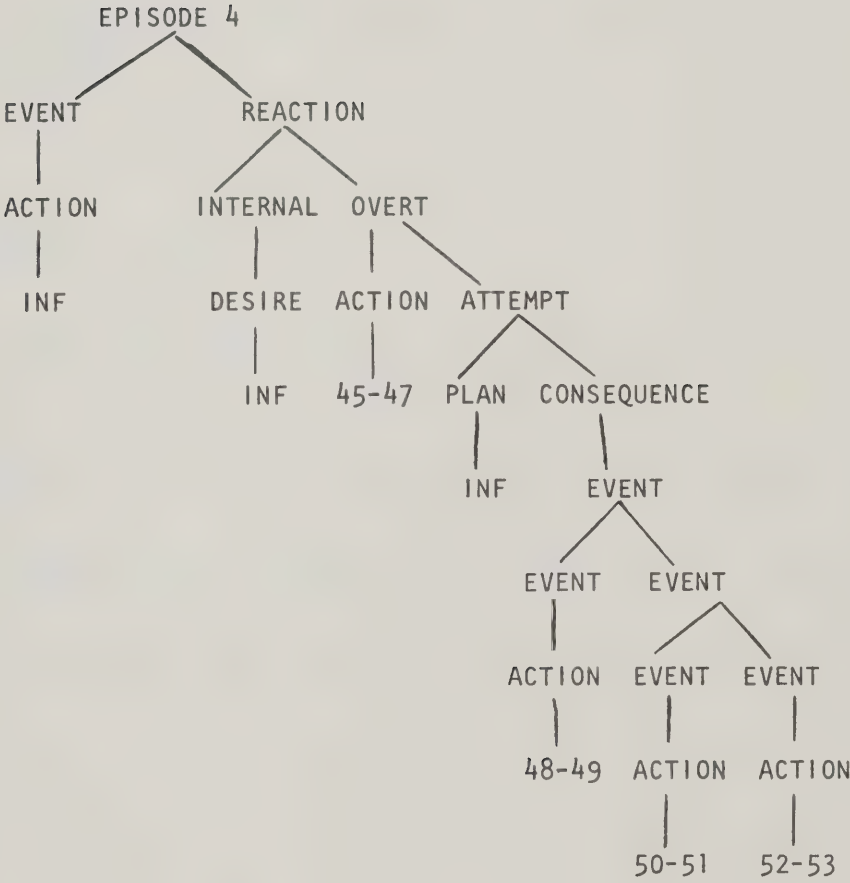 EPISODE 4
EVENT REACTION
ACTION INTERNAL OVERT
INF DESIRE ACTION ATTEMPT
INF 45-47 PLAN CONSEQUENCE
INF EVENT
EVENT EVENT
ACTION EVENT EVENT
48-49 ACTION ACTION
50-51 52-53